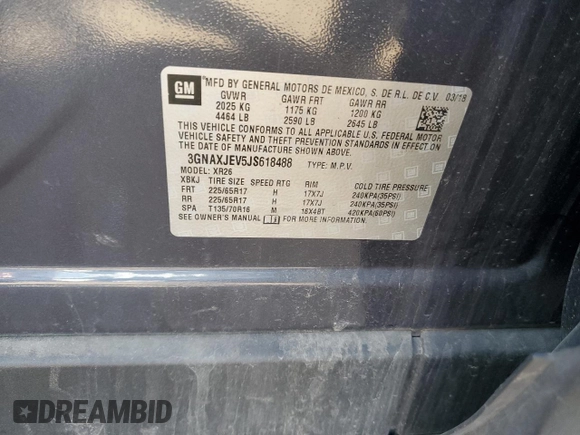 GM
MFD BY GENERAL MOTORS DE MEXICO, S. DE R.L. DE C.V. 03/18
GVWR GAWR FRT GAWR RR
2025 KG 1175 KG 1200 KG
4464 LB 2590 LB 2645 LB
THIS VEHICLE CONFORMS TO ALL APPLICABLE U.S. FEDERAL MOTOR
VEHICLE SAFETY AND THEFT PREVENTION STANDARDS IN EFFECT ON
THE DATE OF MANUFACTURE SHOWN ABOVE.
3GNAXJEV5JS618488 TYPE: M.P.V.
MODEL: XR26
XBKJ TIRE SIZE SPEED RTG RIM COLD TIRE PRESSURE
FRT 225/65R17 H 17X7J 240KPA(35PSI)
RR 225/65R17 H 17X7J 240KPA(35PSI)
SPA T135/70R16 M 16X4BT 420KPA(60PSI)
SEE OWNER'S MANUAL FOR MORE INFORMATION.
DREAMBID